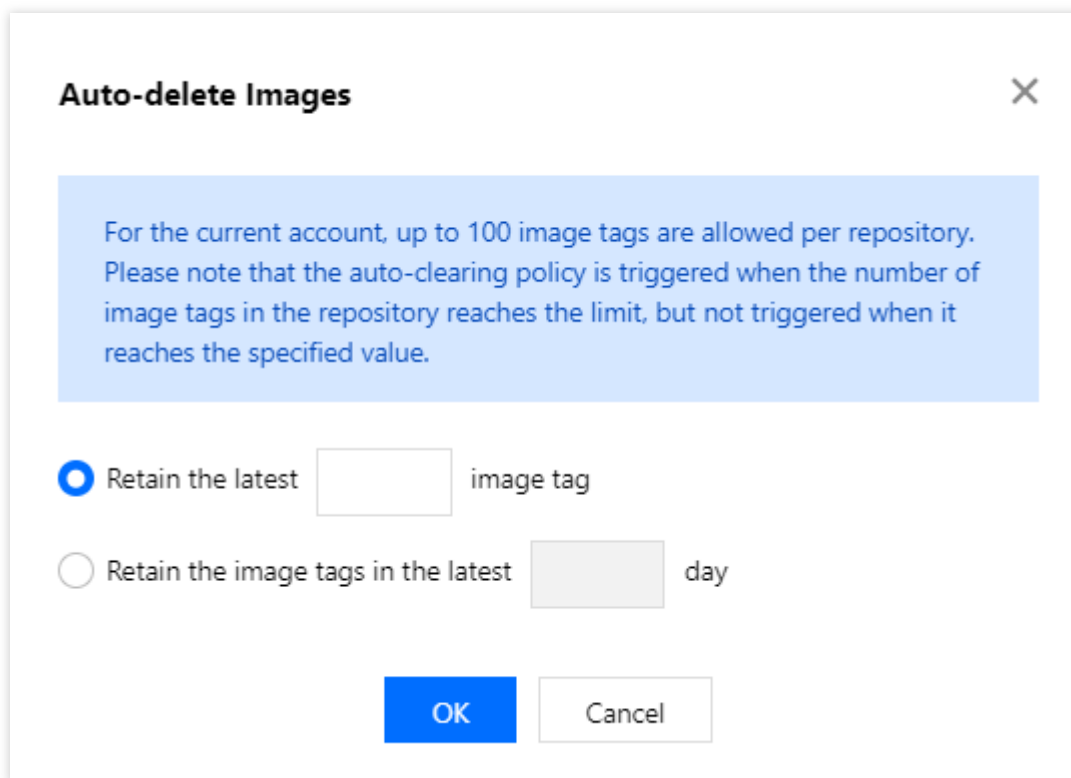 Auto-delete Images
For the current account, up to 100 image tags are allowed per repository.
Please note that the auto-clearing policy is triggered when the number of
image tags in the repository reaches the limit, but not triggered when it
reaches the specified value.
Retain the latest image tag
Retain the image tags in the latest day
OK Cancel